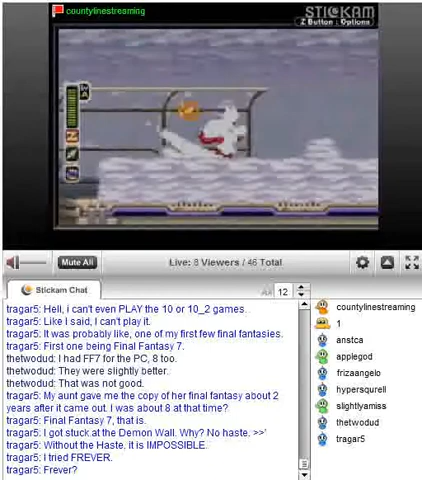 countylinestreaming
STICKAM
Z Button : Options
Mute All
Live: 8 Viewers / 46 Total
Stickam Chat
AA 12
tragar5: Hell, i can't even PLAY the 10 or 10_2 games.
tragar5: Like I said, I can't play it.
tragar5: It was probably like, one of my first few final fantasies.
tragar5: First one being Final Fantasy 7.
thetwodud: I had FF7 for the PC, 8 too.
thetwodud: They were slightly better.
thetwodud: That was not good.
tragar5: My aunt gave me the copy of her final fantasy about 2
years after it came out. I was about 8 at that time?
tragar5: Final Fantasy 7, that is.
tragar5: I got stuck at the Demon Wall. Why? No haste. >>'
tragar5: Without the Haste, it is IMPOSSIBLE.
tragar5: I tried FREVER.
tragar5: Frever?
countylinestreaming
1
anstca
applegod
frizaangelo
hypersqurell
slightlyamiss
thetwodud
tragar5